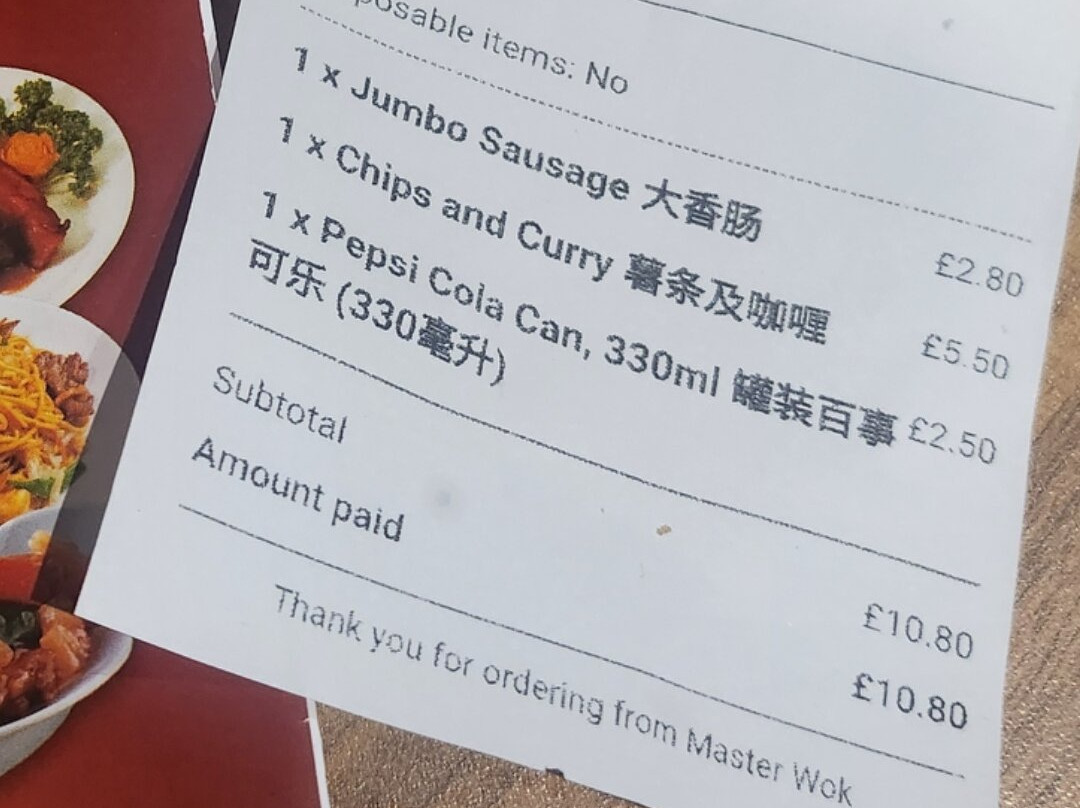 posable items: No
1 x Jumbo Sausage 大香肠 £2.80
1 x Chips and Curry 薯条及咖喱 £5.50
1 x Pepsi Cola Can, 330ml 罐装百事 £2.50
可乐 (330毫升)
Subtotal £10.80
Amount paid £10.80
Thank you for ordering from Master Wok